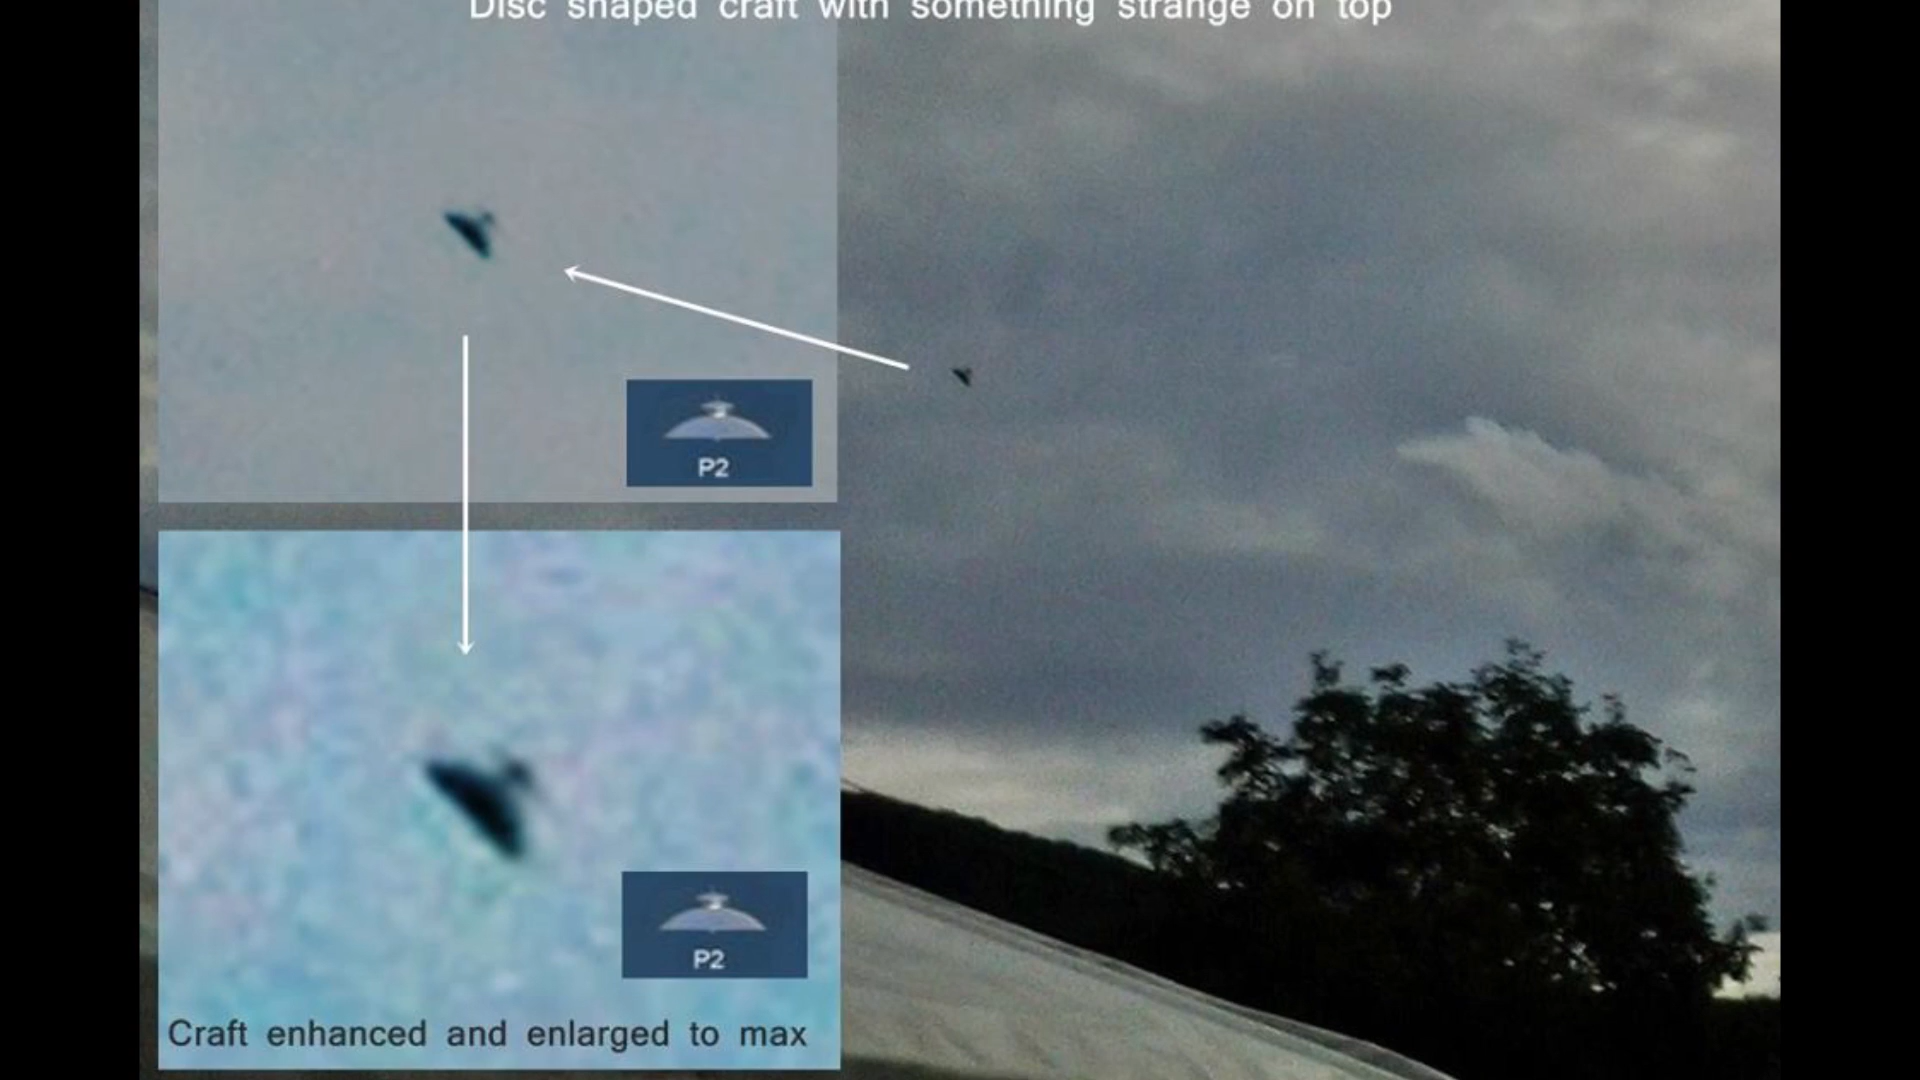 Disc shaped craft with something strange on top
P2
P2
Craft enhanced and enlarged to max